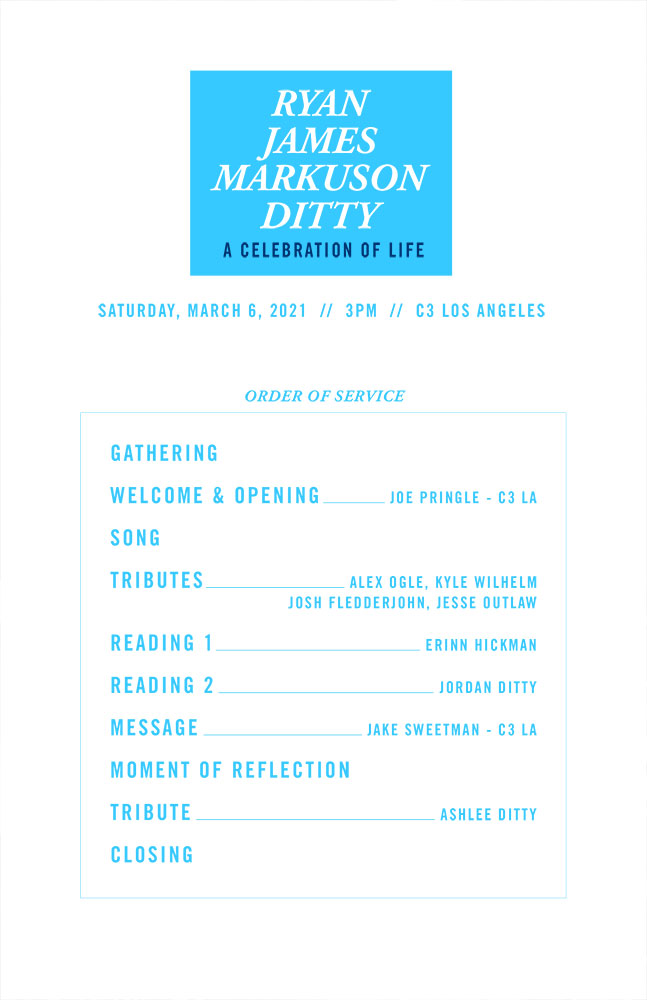 RYAN
JAMES
MARKUSON
DITTY
A CELEBRATION OF LIFE
SATURDAY, MARCH 6, 2021 // 3PM // C3 LOS ANGELES
ORDER OF SERVICE
GATHERING
WELCOME & OPENING JOE PRINGLE - C3 LA
SONG
TRIBUTES ALEX OGLE, KYLE WILHELM
JOSH FLEDDERJOHN, JESSE OUTLAW
READING 1 ERINN HICKMAN
READING 2 JORDAN DITTY
MESSAGE JAKE SWEETMAN - C3 LA
MOMENT OF REFLECTION
TRIBUTE ASHLEE DITTY
CLOSING